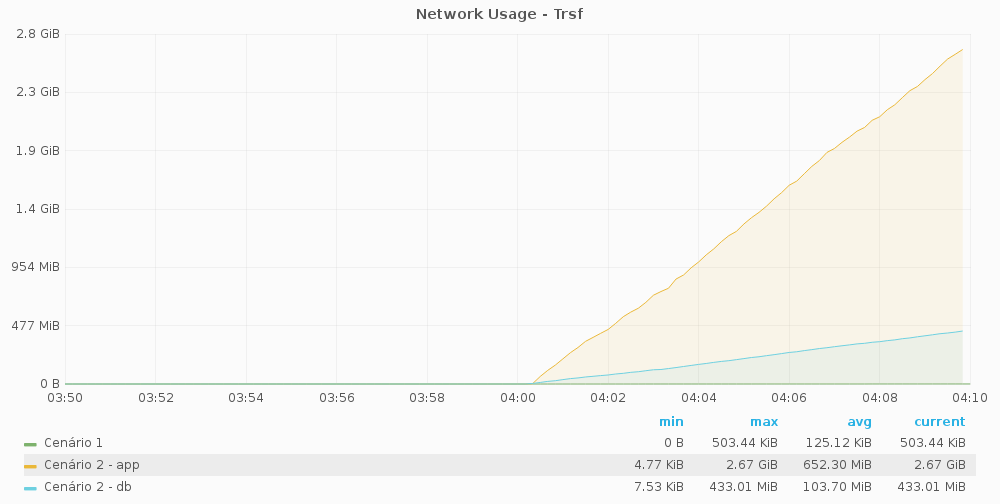 Network Usage - Trsf
2.8 GiB
2.3 GiB
1.9 GiB
1.4 GiB
954 MiB
477 MiB
0 B
03:50 03:52 03:54 03:56 03:58 04:00 04:02 04:04 04:06 04:08 04:10
min max avg current
Cenário 1 0 B 503.44 KiB 125.12 KiB 503.44 KiB
Cenário 2 - app 4.77 KiB 2.67 GiB 652.30 MiB 2.67 GiB
Cenário 2 - db 7.53 KiB 433.01 MiB 103.70 MiB 433.01 MiB